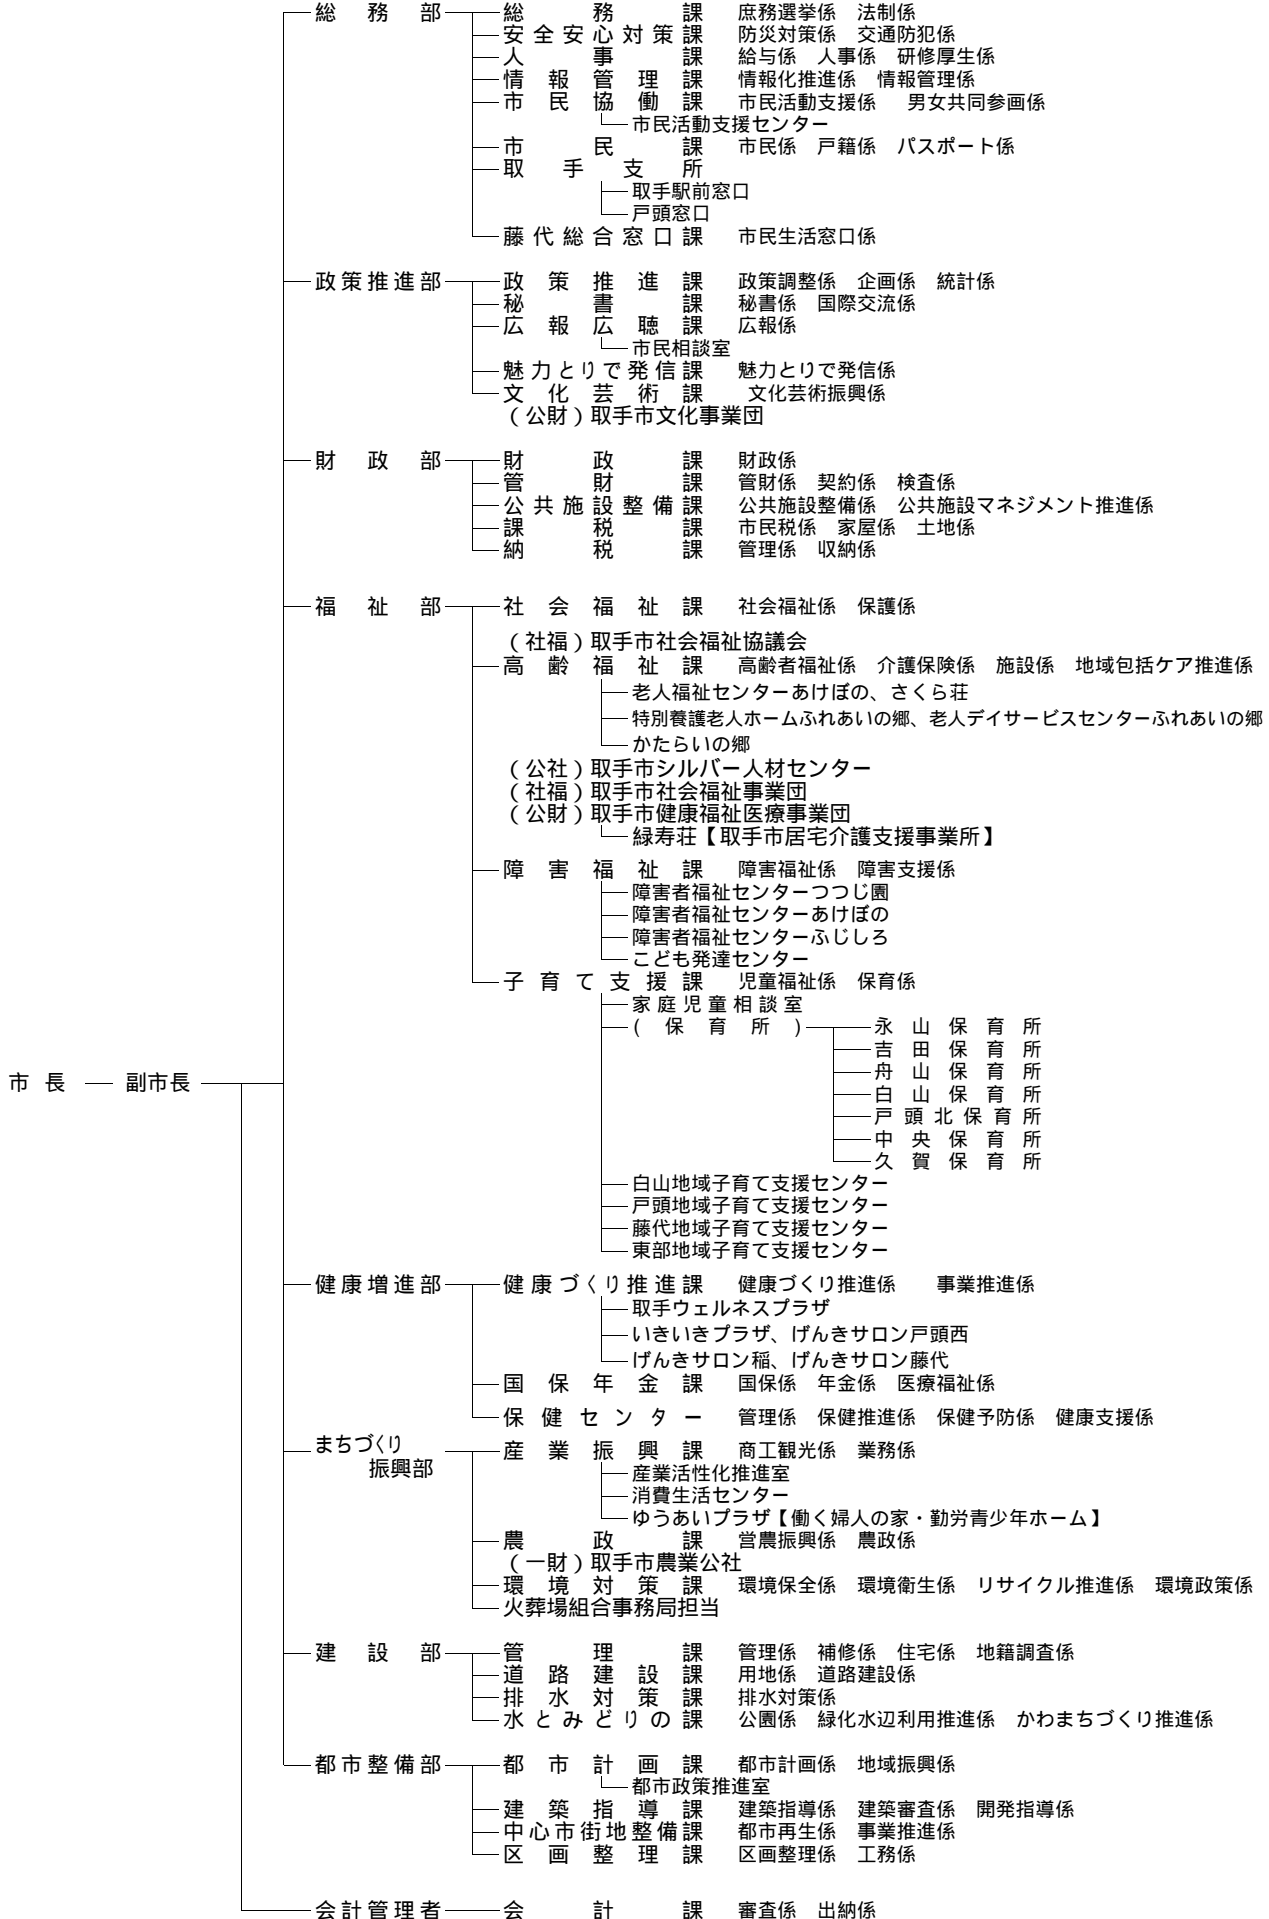 総務部 総務課 庶務選挙係 法制係
安全安心対策課 防災対策係 交通防犯係
人事課 給与係 人事係 研修厚生係
情報管理課 情報化推進係 情報管理係
市民協働課 市民活動支援係 男女共同参画係
市民活動支援センター
市民課 市民係 戸籍係 パスポート係
取手支所
取手駅前窓口
戸頭窓口
藤代総合窓口課 市民生活窓口係
政策推進部 政策推進課 政策調整係 企画係 統計係
秘書課 秘書係 国際交流係
広報広聴課 広報係
市民相談室
魅力とりで発信課 魅力とりで発信係
文化芸術課 文化芸術振興係
(公財)取手市文化事業団
財政部 財政課 財政係
管財課 管財係 契約係 検査係
公共施設整備課 公共施設整備係 公共施設マネジメント推進係
課税課 市民税係 家屋係 土地係
納税課 管理係 収納係
福祉部 社会福祉課 社会福祉係 保護係
(社福)取手市社会福祉協議会
高齢福祉課 高齢者福祉係 介護保険係 施設係 地域包括ケア推進係
老人福祉センターあけぼの、さくら荘
特別養護老人ホームふれあいの郷、老人デイサービスセンターふれあいの郷
かたらいの郷
(公社)取手市シルバー人材センター
(社福)取手市社会福祉事業団
(公財)取手市健康福祉医療事業団
緑寿荘【取手市居宅介護支援事業所】
障害福祉課 障害福祉係 障害支援係
障害者福祉センターつつじ園
障害者福祉センターあけぼの
障害者福祉センターふじしろ
こども発達センター
子育て支援課 児童福祉係 保育係
家庭児童相談室
(保育所) 永山保育所
吉田保育所
舟山保育所
市長 副市長
白山保育所
戸頭北保育所
中央保育所
久賀保育所
白山地域子育て支援センター
戸頭地域子育て支援センター
藤代地域子育て支援センター
東部地域子育て支援センター
健康増進部 健康づくり推進課 健康づくり推進係 事業推進係
取手ウェルネスプラザ
いきいきプラザ、げんきサロン戸頭西
げんきサロン稲、げんきサロン藤代
国保年金課 国保係 年金係 医療福祉係
保健センター 管理係 保健推進係 保健予防係 健康支援係
まちづくり
振興部
産業振興課 商工観光係 業務係
産業活性化推進室
消費生活センター
ゆうあいプラザ【働く婦人の家・勤労青少年ホーム】
農政課 営農振興係 農政係
(一財)取手市農業公社
環境対策課 環境保全係 環境衛生係 リサイクル推進係 環境政策係
火葬場組合事務局担当
建設部 管理課 管理係 補修係 住宅係 地籍調査係
道路建設課 用地係 道路建設係
排水対策課 排水対策係
水とみどりの課 公園係 緑化水辺利用推進係 かわまちづくり推進係
都市整備部 都市計画課 都市計画係 地域振興係
都市政策推進室
建築指導課 建築指導係 建築審査係 開発指導係
中心市街地整備課 都市再生係 事業推進係
区画整理課 区画整理係 工務係
会計管理者 会計課 審査係 出納係